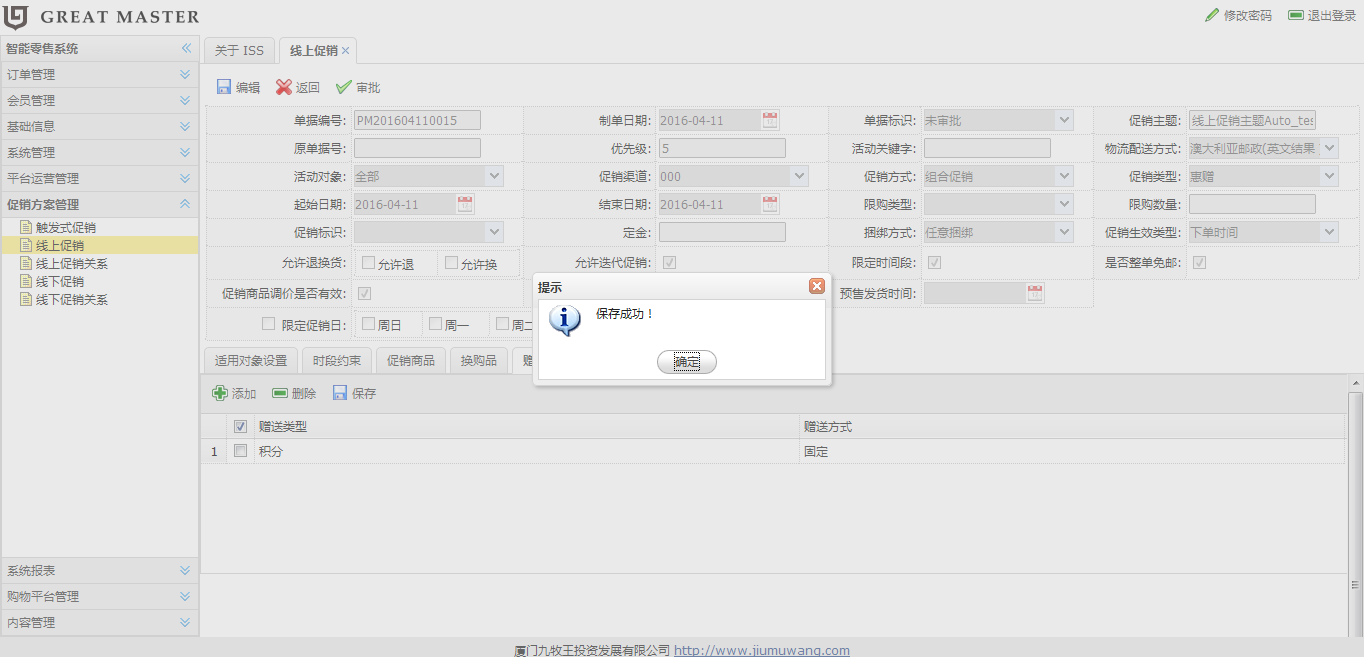 GREAT MASTER
修改密码 退出登录
智能零售系统
订单管理
会员管理
基础信息
系统管理
平台运营管理
促销方案管理
触发式促销
线上促销
线上促销关系
线下促销
线下促销关系
系统报表
购物平台管理
内容管理
关于 ISS 线上促销
编辑 返回 审批
单据编号: PM201604110015 制单日期: 2016-04-11 单据标识: 未审批 促销主题: 线上促销主题Auto_tes
原单据号: 优先级: 5 活动关键字: 物流配送方式: 澳大利亚邮政(英文结果
活动对象: 全部 促销渠道: 000 促销方式: 组合促销 促销类型: 惠赠
起始日期: 2016-04-11 结束日期: 2016-04-11 限购类型: 限购数量:
促销标识: 定金: 捆绑方式: 任意捆绑 促销生效类型: 下单时间
允许退换货: 允许退 允许换 允许迭代促销: 限定时间段: 是否整单免邮:
促销商品调价是否有效: 预售发货时间:
限定促销日: 周日 周一 周二
提示
保存成功！
确定
适用对象设置 时段约束 促销商品 换购品
添加 删除 保存
赠送类型 赠送方式
1 积分 固定
厦门九牧王投资发展有限公司 http://www.jiumuwang.com